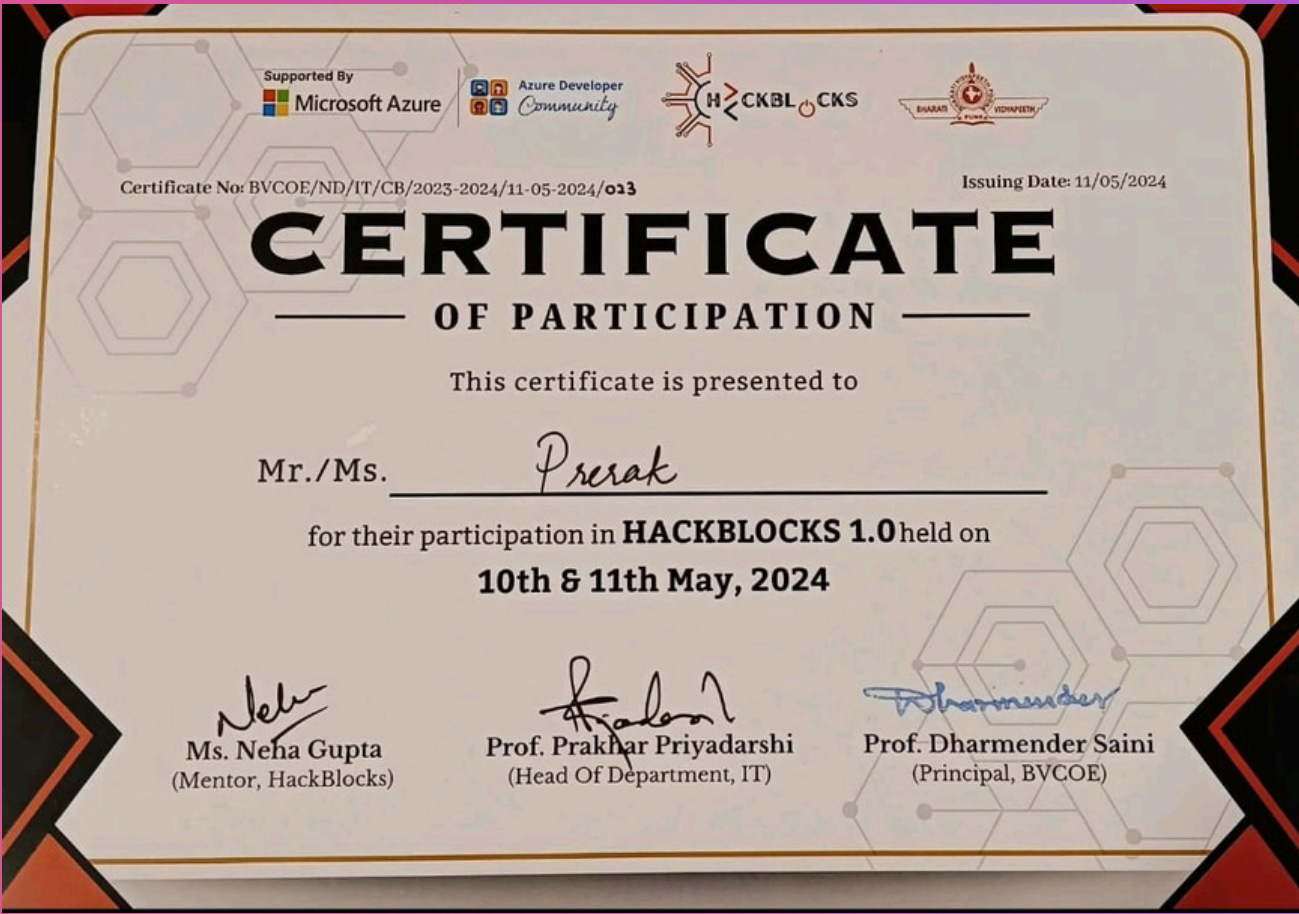 Supported By
Microsoft Azure
Azure Developer
Community
H CKBL CKS
BHARATI VIDYAPEETH
PUNE
Certificate No: BVCOE/ND/IT/CB/2023-2024/11-05-2024/023
Issuing Date: 11/05/2024
CERTIFICATE
OF PARTICIPATION
This certificate is presented to
Mr./Ms. Prerak
for their participation in HACKBLOCKS 1.0 held on
10th & 11th May, 2024
Neha
Dharmender
Ms. Neha Gupta
Prof. Prakhar Priyadarshi
Prof. Dharmender Saini
(Mentor, HackBlocks)
(Head Of Department, IT)
(Principal, BVCOE)